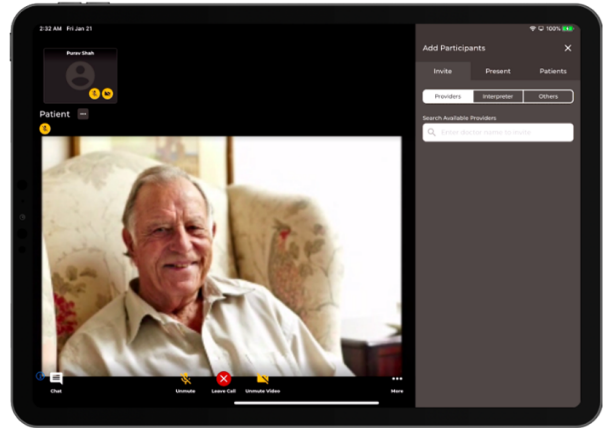 2:32 AM Fri Jan 21
100%
Purav Shah
Patient
Add Participants
Invite Present Patients
Providers Interpreter Others
Search Available Providers
Enter doctor name to invite
Chat Unmute Leave Call Unmute Video More